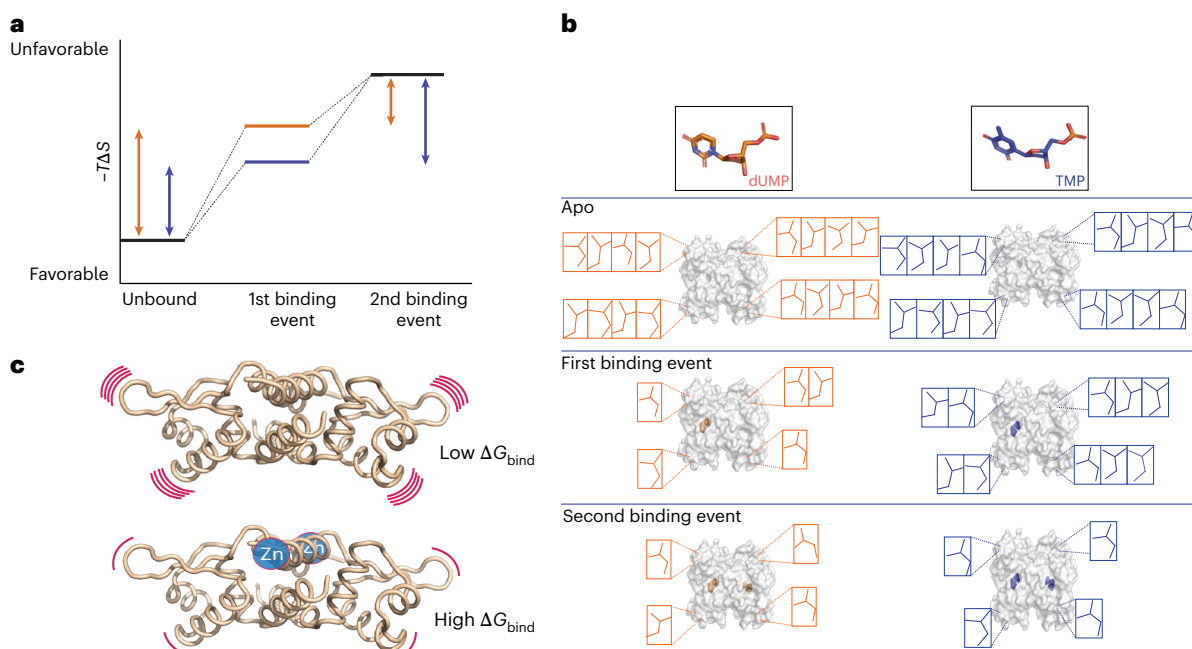 a
Unfavorable
–TΔS
Favorable
Unbound
1st binding
event
2nd binding
event
b
dUMP
TMP
Apo
First binding event
Second binding event
c
Low ΔGbind
Zn
Zn
High ΔGbind